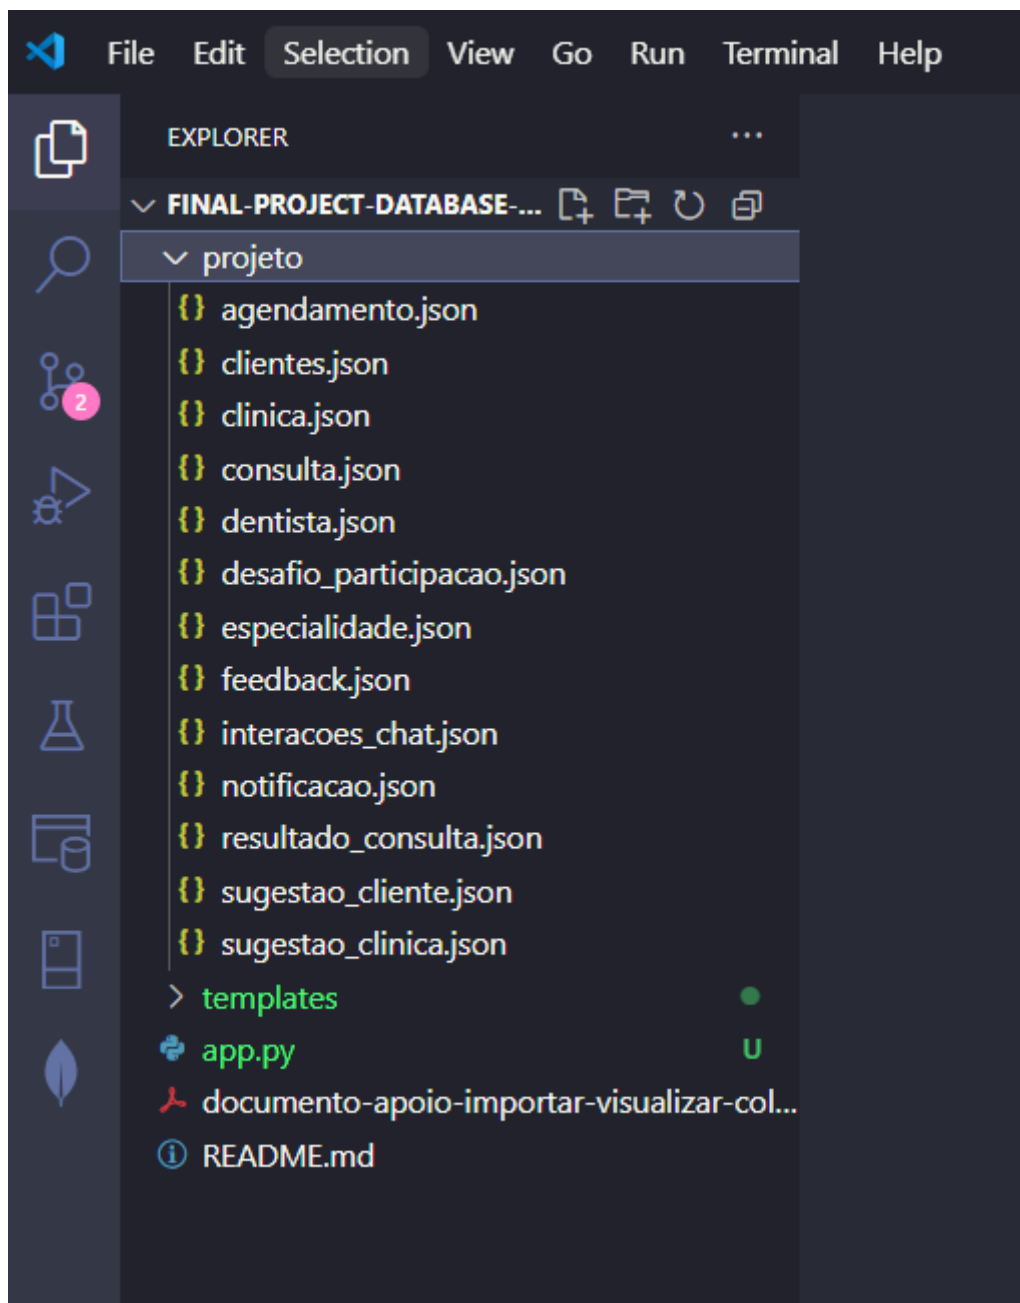 File Edit Selection View Go Run Terminal Help
EXPLORER
FINAL-PROJECT-DATABASE-...
projeto
{} agendamento.json
{} clientes.json
{} clinica.json
2
{} consulta.json
{} dentista.json
{} desafio_participacao.json
{} especialidade.json
{} feedback.json
{} interacoes_chat.json
{} notificacao.json
{} resultado_consulta.json
{} sugestao_cliente.json
{} sugestao_clinica.json
templates
app.py U
documento-apoio-importar-visualizar-col...
README.md